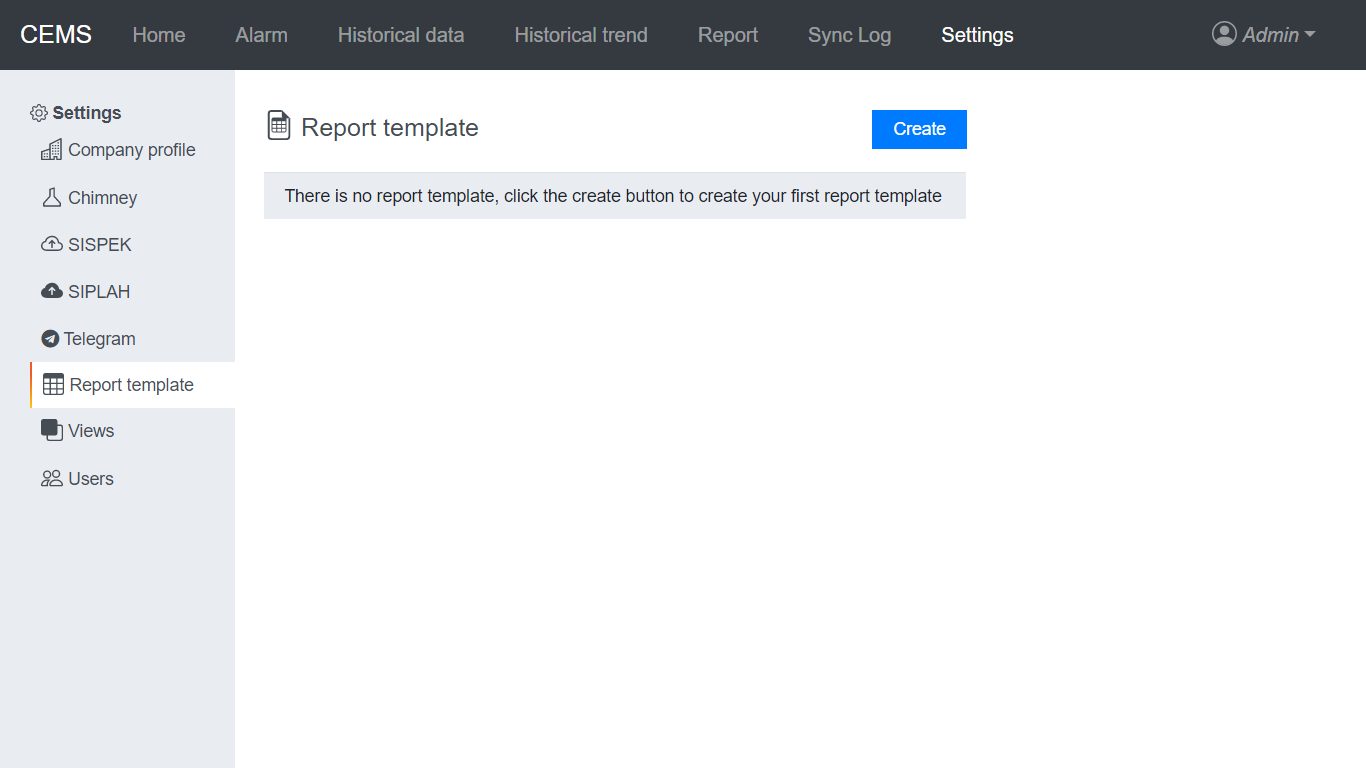 CEMS Home Alarm Historical data Historical trend Report Sync Log Settings Admin
Settings
Company profile
Chimney
SISPEK
SIPLAH
Telegram
Report template
Views
Users
Report template
Create
There is no report template, click the create button to create your first report template